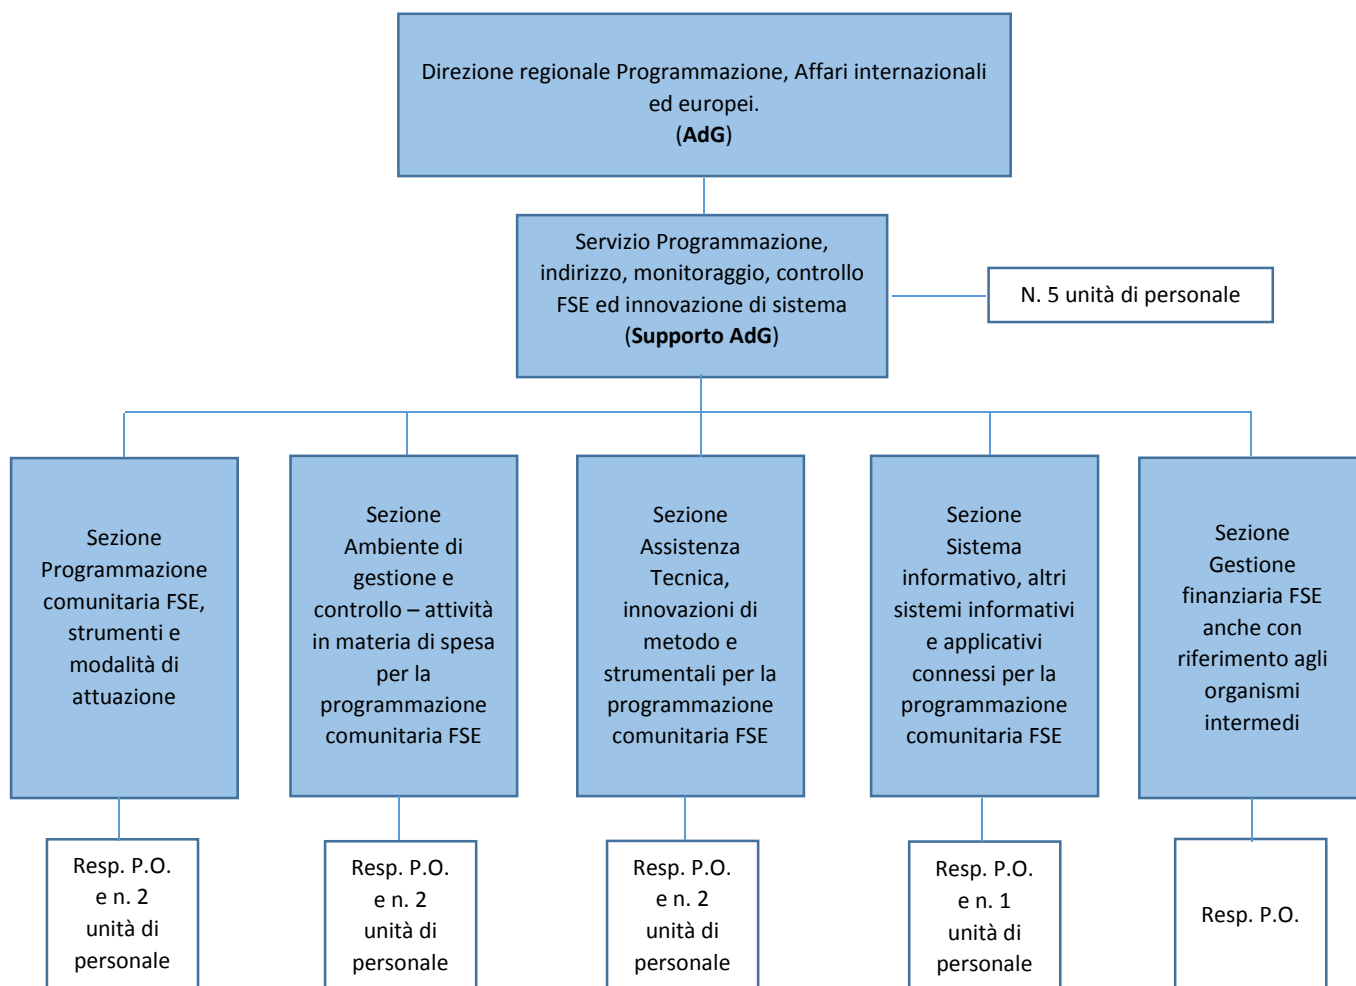 Direzione regionale Programmazione, Affari internazionali
ed europei.
(AdG)
Servizio Programmazione,
indirizzo, monitoraggio, controllo
FSE ed innovazione di sistema
(Supporto AdG)
N. 5 unità di personale
Sezione
Programmazione
comunitaria FSE,
strumenti e
modalità di
attuazione
Sezione
Ambiente di
gestione e
controllo – attività
in materia di spesa
per la
programmazione
comunitaria FSE
Sezione
Assistenza
Tecnica,
innovazioni di
metodo e
strumentali per la
programmazione
comunitaria FSE
Sezione
Sistema
informativo, altri
sistemi informativi
e applicativi
connessi per la
programmazione
comunitaria FSE
Sezione
Gestione
finanziaria FSE
anche con
riferimento agli
organismi
intermedi
Resp. P.O.
e n. 2
unità di
personale
Resp. P.O.
e n. 2
unità di
personale
Resp. P.O.
e n. 2
unità di
personale
Resp. P.O.
e n. 1
unità di
personale
Resp. P.O.